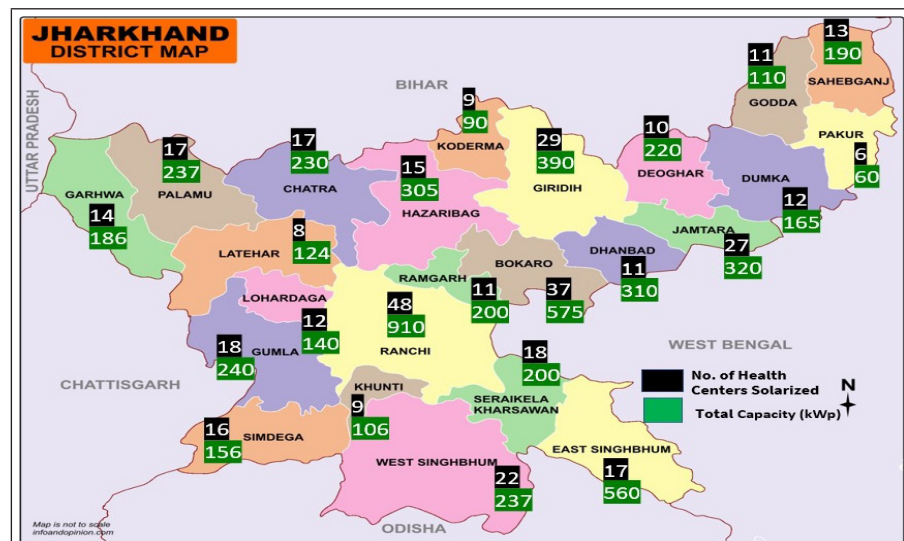 JHARKHAND
DISTRICT MAP
UTTAR PRADESH
BIHAR
13
190
SAHEBGANJ
11
110
GODDA
PAKUR
6
60
9
90
KODERMA
29
390
GIRIDIH
10
220
DEOGHAR
DUMKA
12
165
17
237
PALAMU
17
230
CHATRA
15
305
HAZARIBAG
GARHWA
14
186
8
LATEHAR 124
JAMTARA
27
320
DHANBAD
11
310
BOKARO
37
575
RAMGARH
11
200
LOHARDAGA
12
140
48
910
RANCHI
18
240
GUMLA
WEST BENGAL
CHATTISGARH
KHUNTI
9
106
18
200
SERAIKELA
KHARSAWAN
No. of Health
Centers Solarized
Total Capacity (kWp)
N
16
156
SIMDEGA
WEST SINGHBHUM
22
237
EAST SINGHBHUM
17
560
ODISHA
Map is not to scale
infoandopinion.com